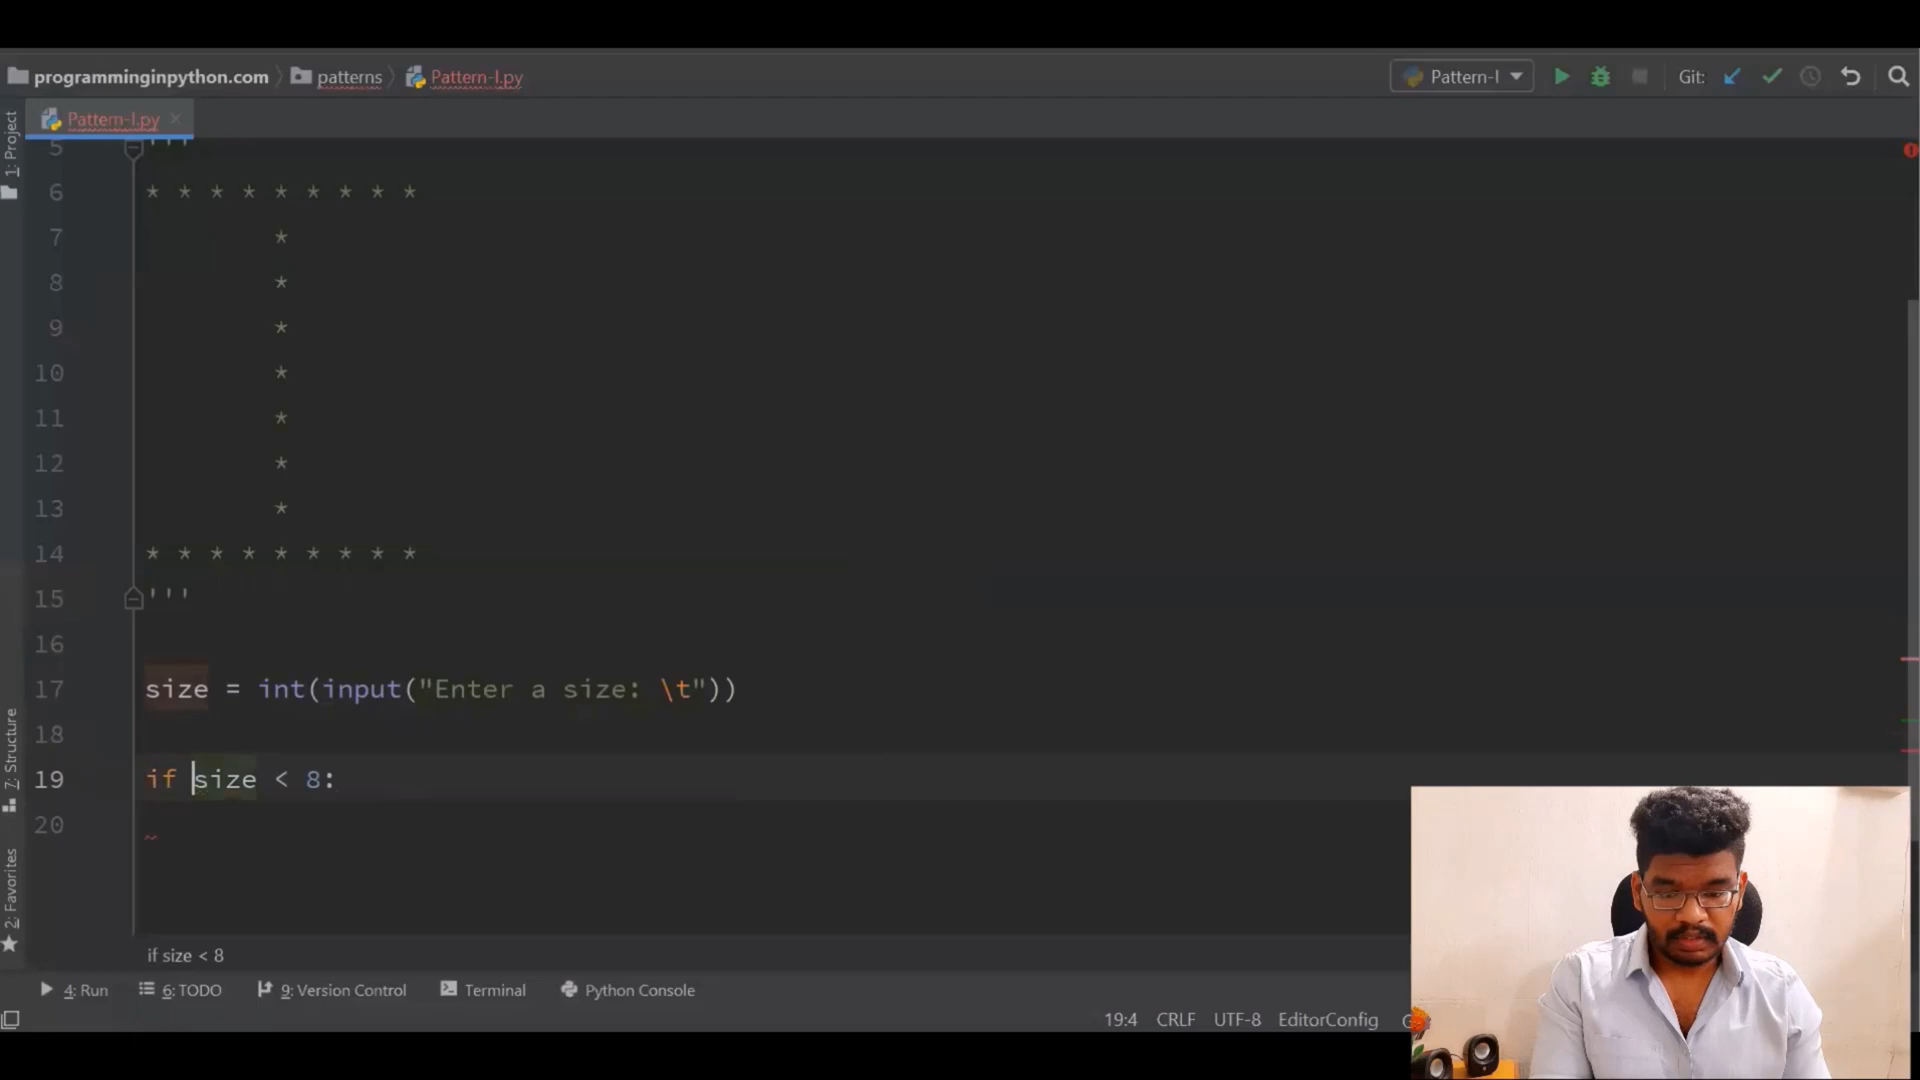 programminginpython.com patterns Pattern-I.py Pattern-I Git:
Pattern-I.py
1: Project
5 '''
6 * * * * * * * * *
7 *
8 *
9 *
10 *
11 *
12 *
13 *
14 * * * * * * * * *
15 '''
16
17 size = int(input("Enter a size: \t"))
18
19 if size < 8:
20
7: Structure
2: Favorites
if size < 8
4: Run 6: TODO 9: Version Control Terminal Python Console
19:4 CRLF UTF-8 EditorConfig